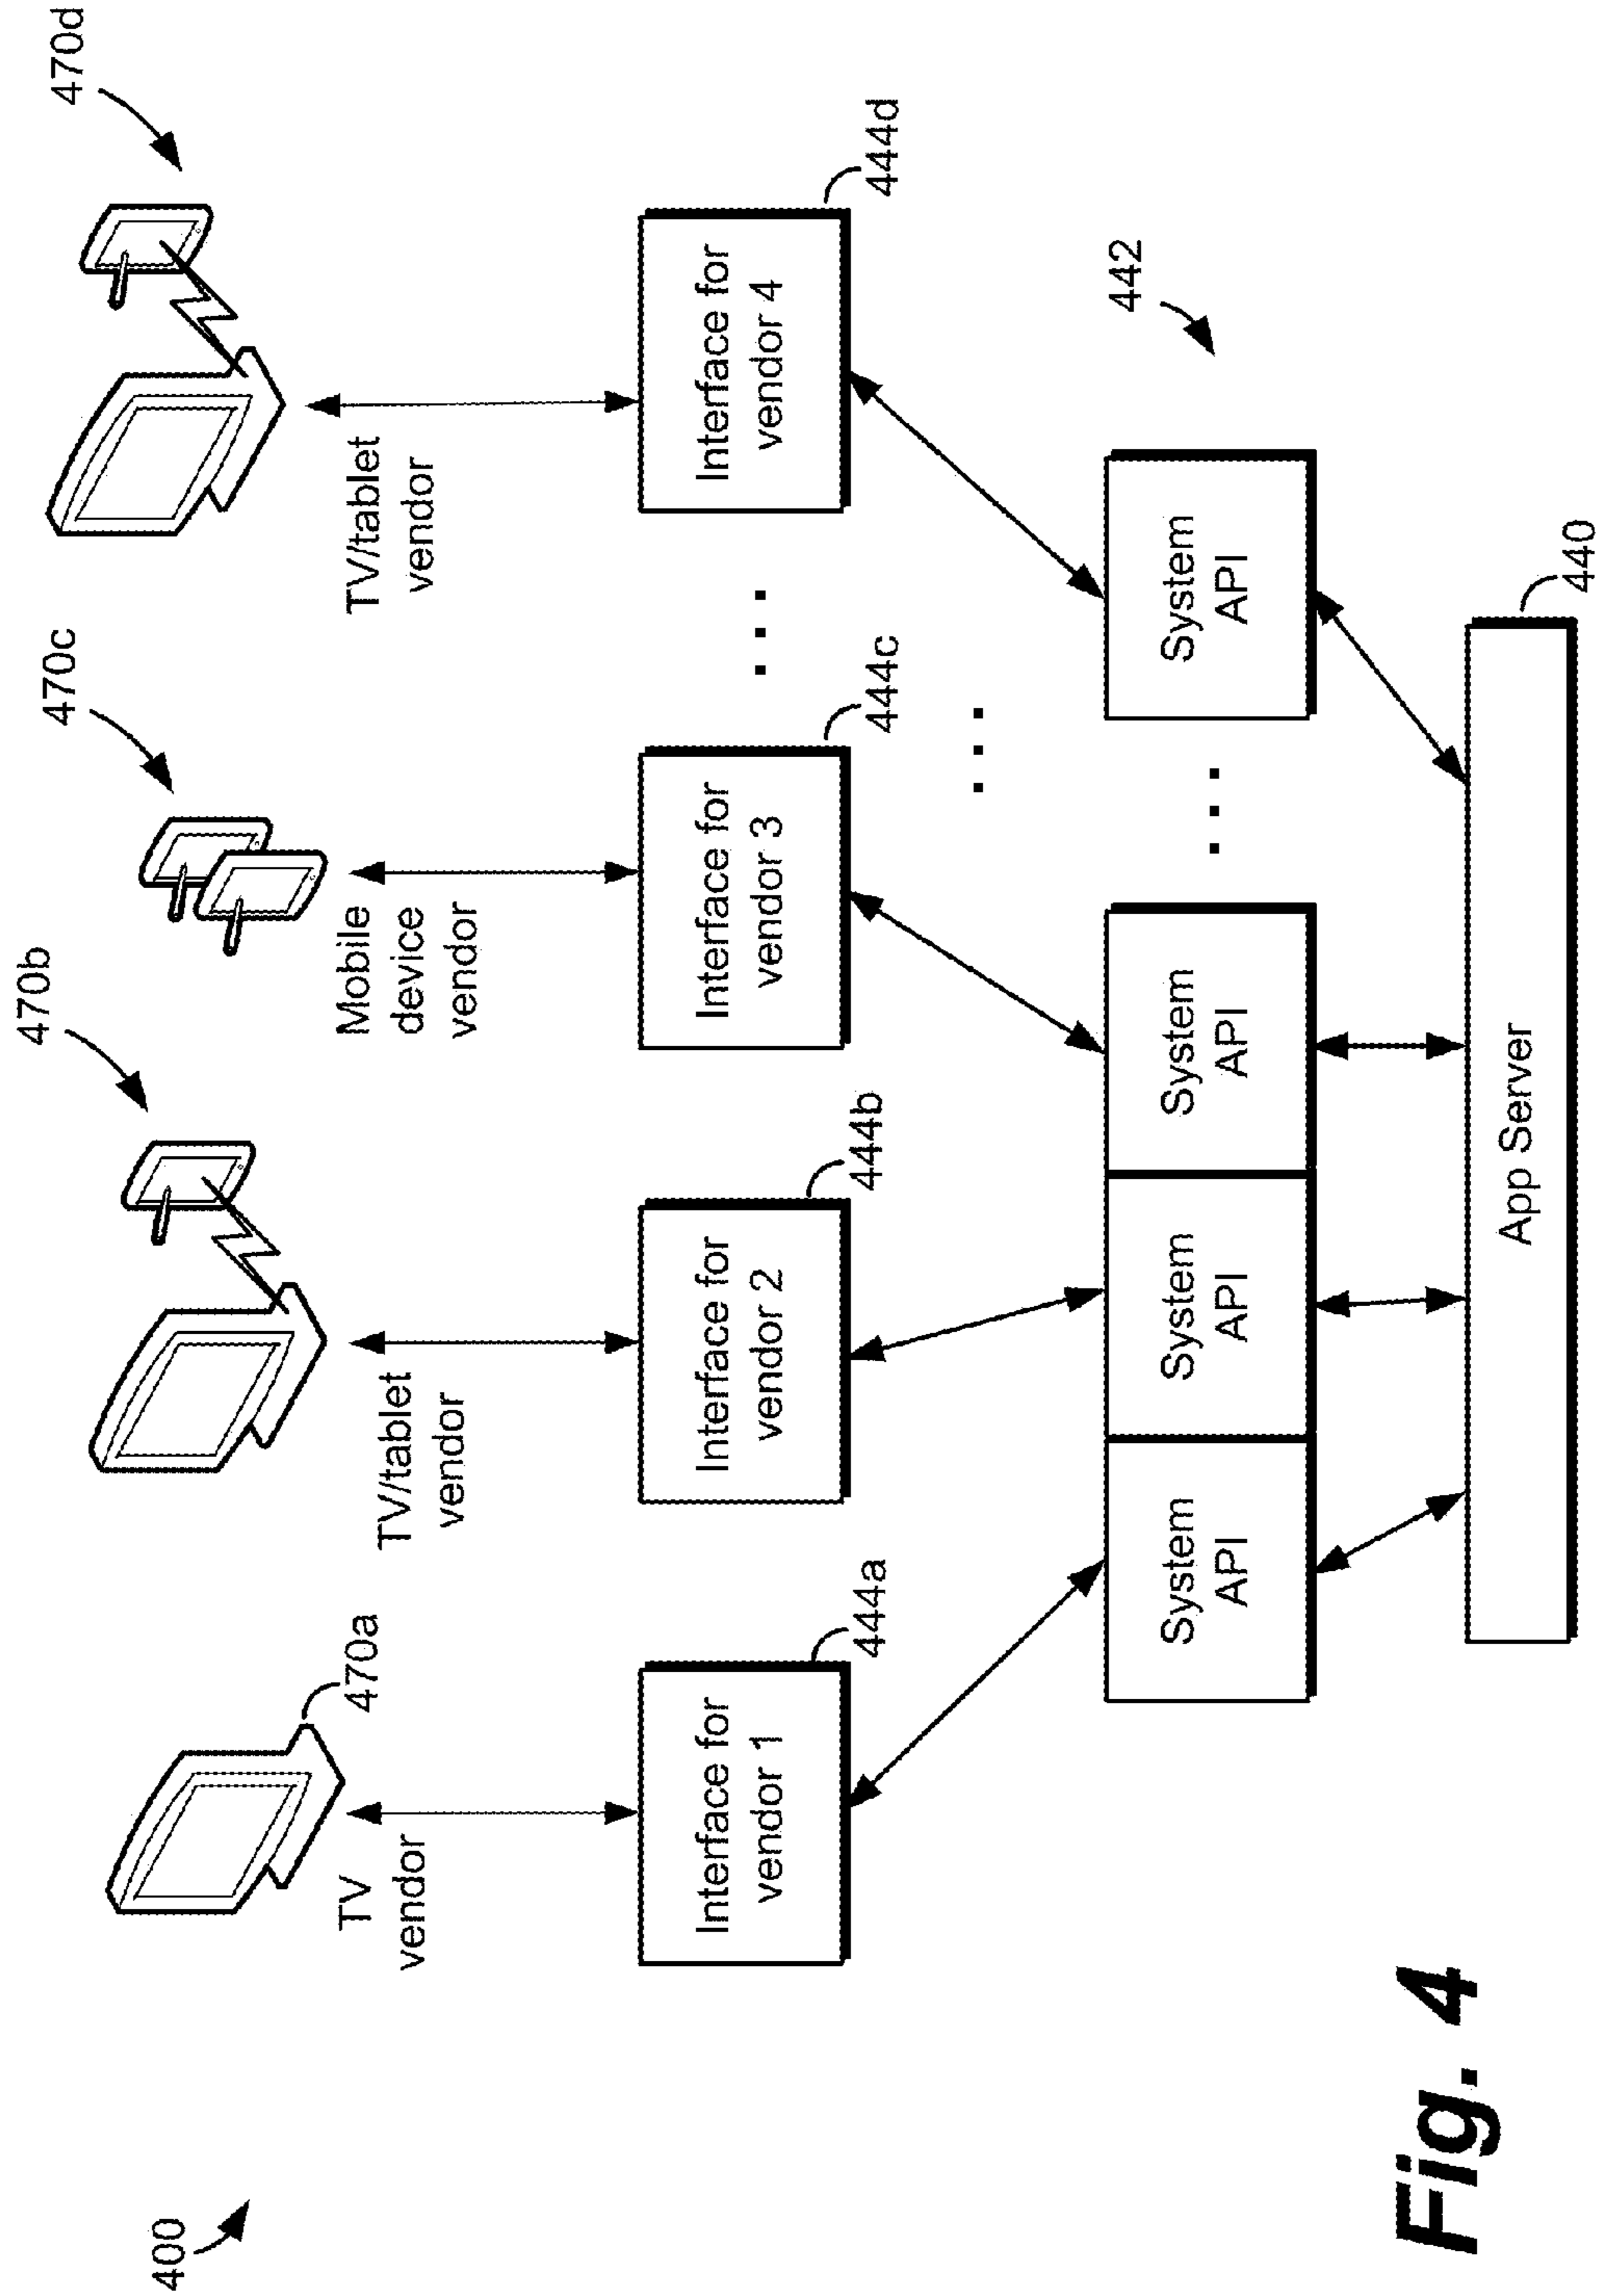 400
470a
470b
470c
470d
TV
vendor
TV/tablet
vendor
Mobile
device
vendor
TV/tablet
vendor
Interface for
vendor 1
444a
Interface for
vendor 2
444b
Interface for
vendor 3
444c
...
Interface for
vendor 4
444d
...
442
System
API
System
API
System
API
...
System
API
App Server
440
Fig. 4